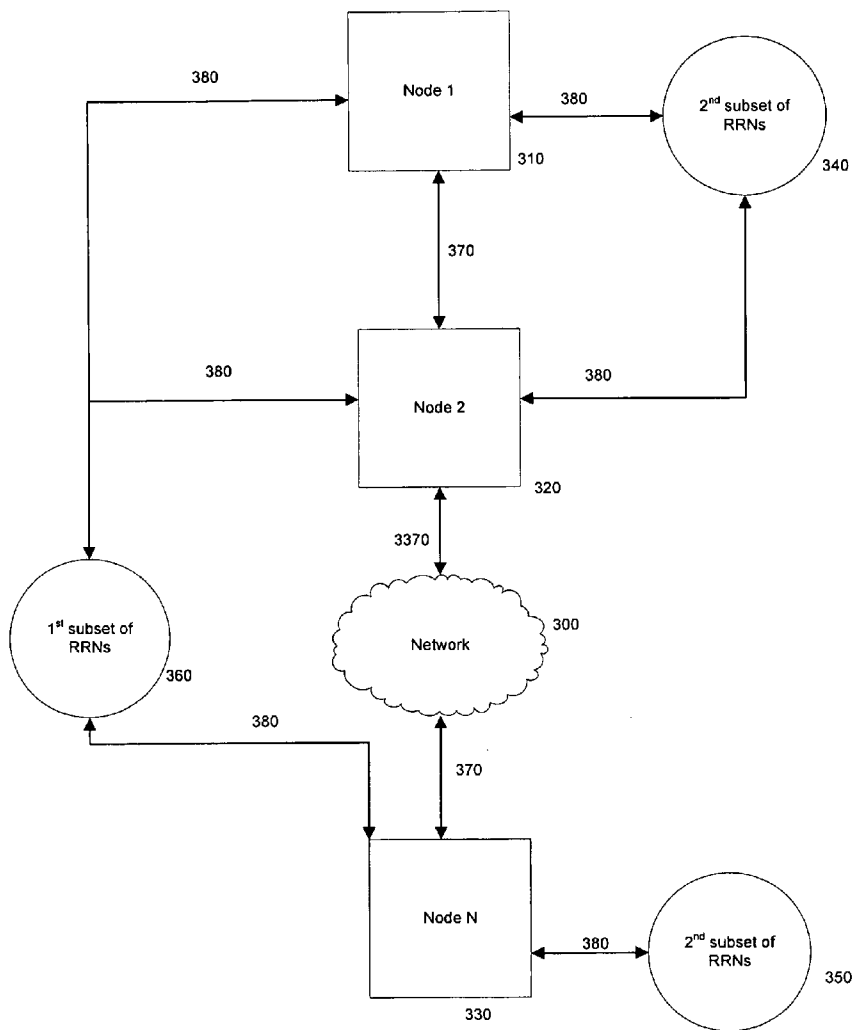 380
Node 1
380
2nd subset of
RRNs
310
340
370
380
380
Node 2
320
3370
1st subset of
RRNs
300
Network
360
380
370
Node N
380
2nd subset of
RRNs
350
330